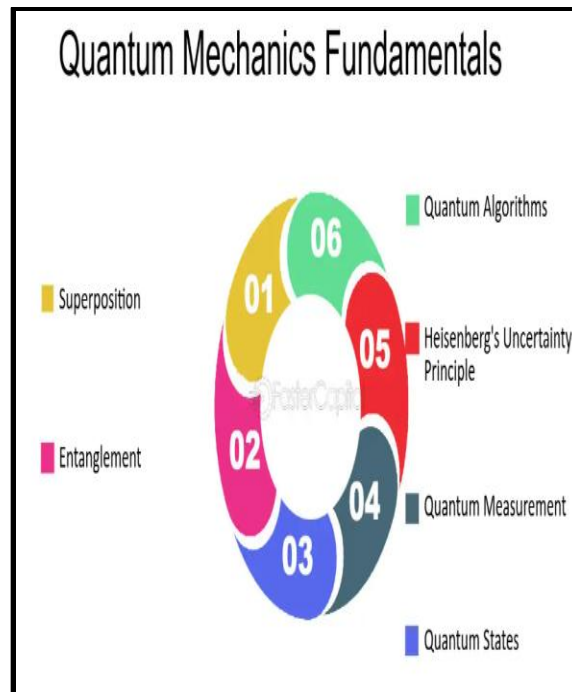 Quantum Mechanics Fundamentals
06
Quantum Algorithms
01
Superposition
05
Heisenberg's Uncertainty
Principle
FasterCapital
02
Entanglement
04
Quantum Measurement
03
Quantum States